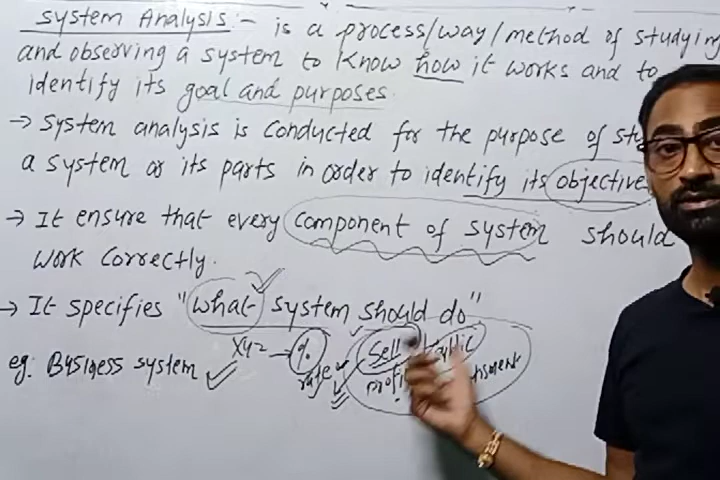 system Analysis:- is a process/way/method of studying
and observing a system to know how it works and to
identify its goal and purposes.
→ system analysis is conducted for the purpose of
a system or its parts in order to identify its objective
→ It ensure that every component of system should
work correctly.
→ It specifies "what system should do"
eg: Business system ✓ xyz → % Sell
rate